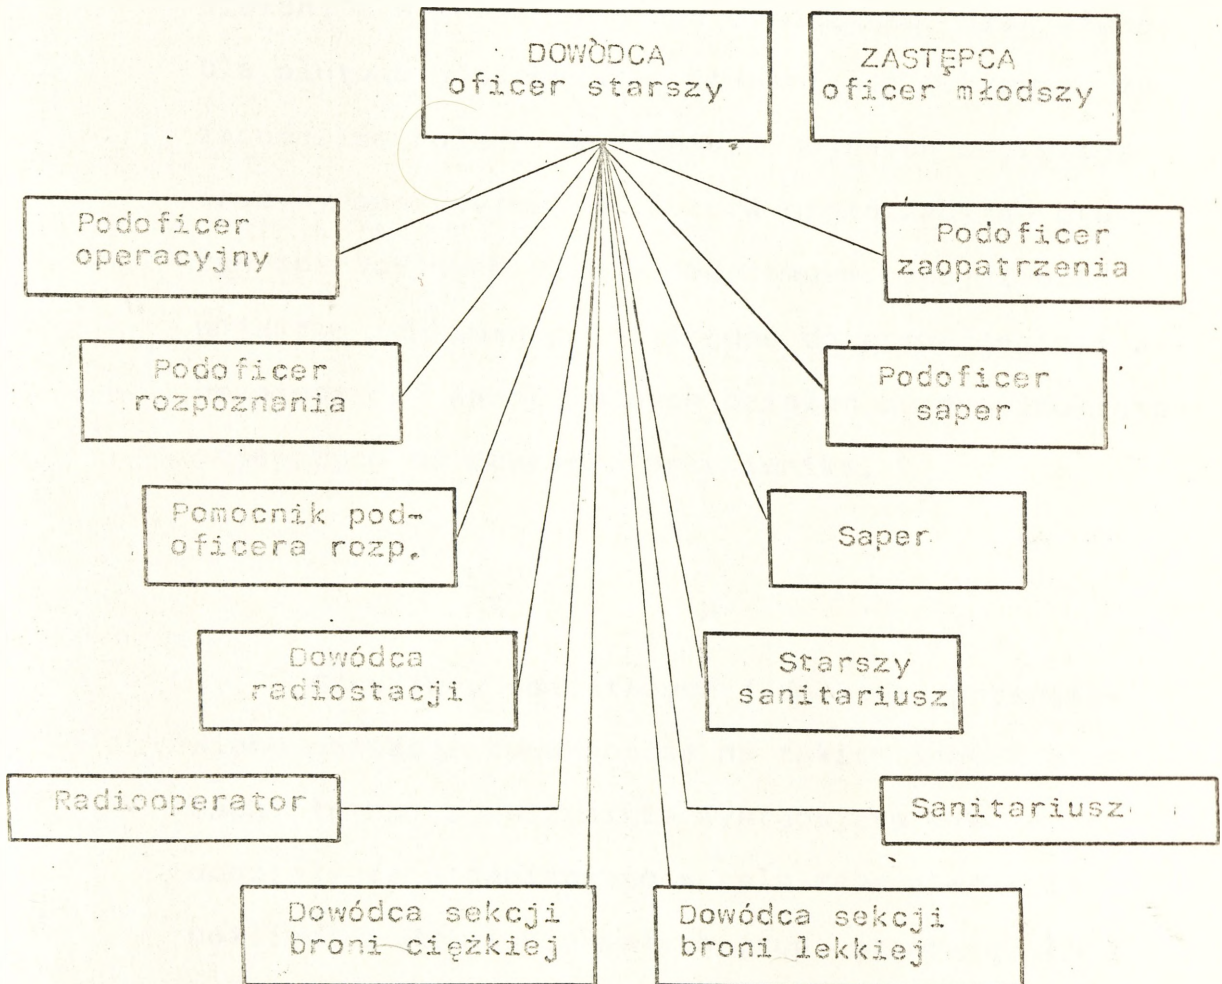 DOWÒDCA
oficer starszy
ZASTĘPCA
oficer młodszy
Podoficer
operacyjny
Podoficer
zaopatrzenia
Podoficer
rozpoznania
Podoficer
saper
Pomocnik pod-
oficera rozp.
Saper
Dowódca
radiostacji
Starszy
sanitariusz
Radiooperator
Sanitariusz
Dowódca sekcji
broni ciężkiej
Dowódca sekcji
broni lekkiej